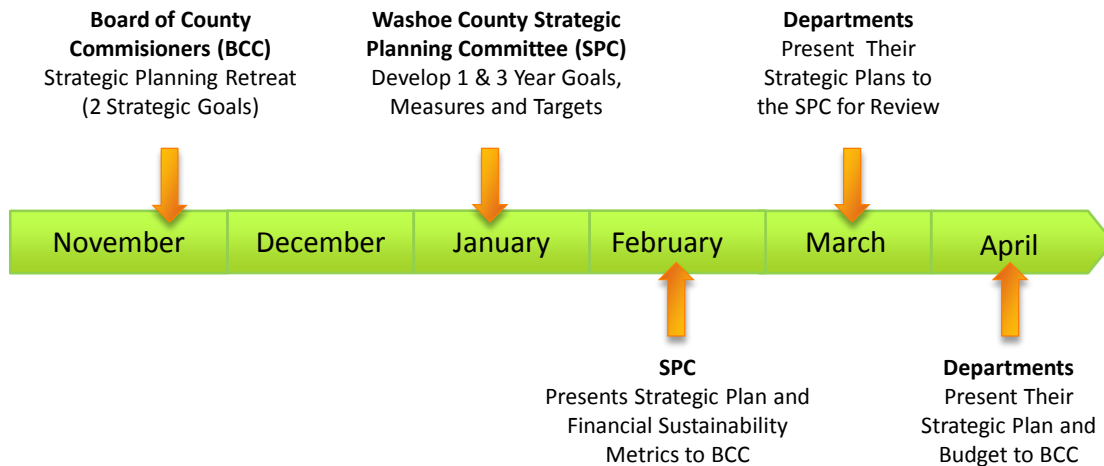 Board of County
Commisioners (BCC)
Strategic Planning Retreat
(2 Strategic Goals)
Washoe County Strategic
Planning Committee (SPC)
Develop 1 & 3 Year Goals,
Measures and Targets
Departments
Present Their
Strategic Plans to
the SPC for Review
November
December
January
February
March
April
SPC
Presents Strategic Plan and
Financial Sustainability
Metrics to BCC
Departments
Present Their
Strategic Plan and
Budget to BCC